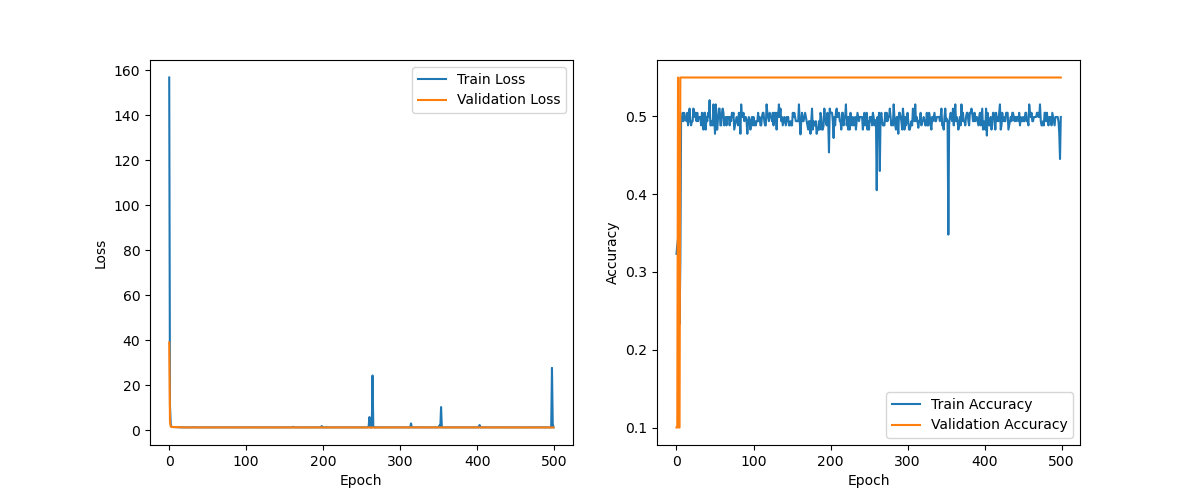 160
140
120
100
80
60
40
20
0
Loss
0 100 200 300 400 500
Epoch
Train Loss
Validation Loss
0.5
0.4
0.3
0.2
0.1
Accuracy
0 100 200 300 400 500
Epoch
Train Accuracy
Validation Accuracy